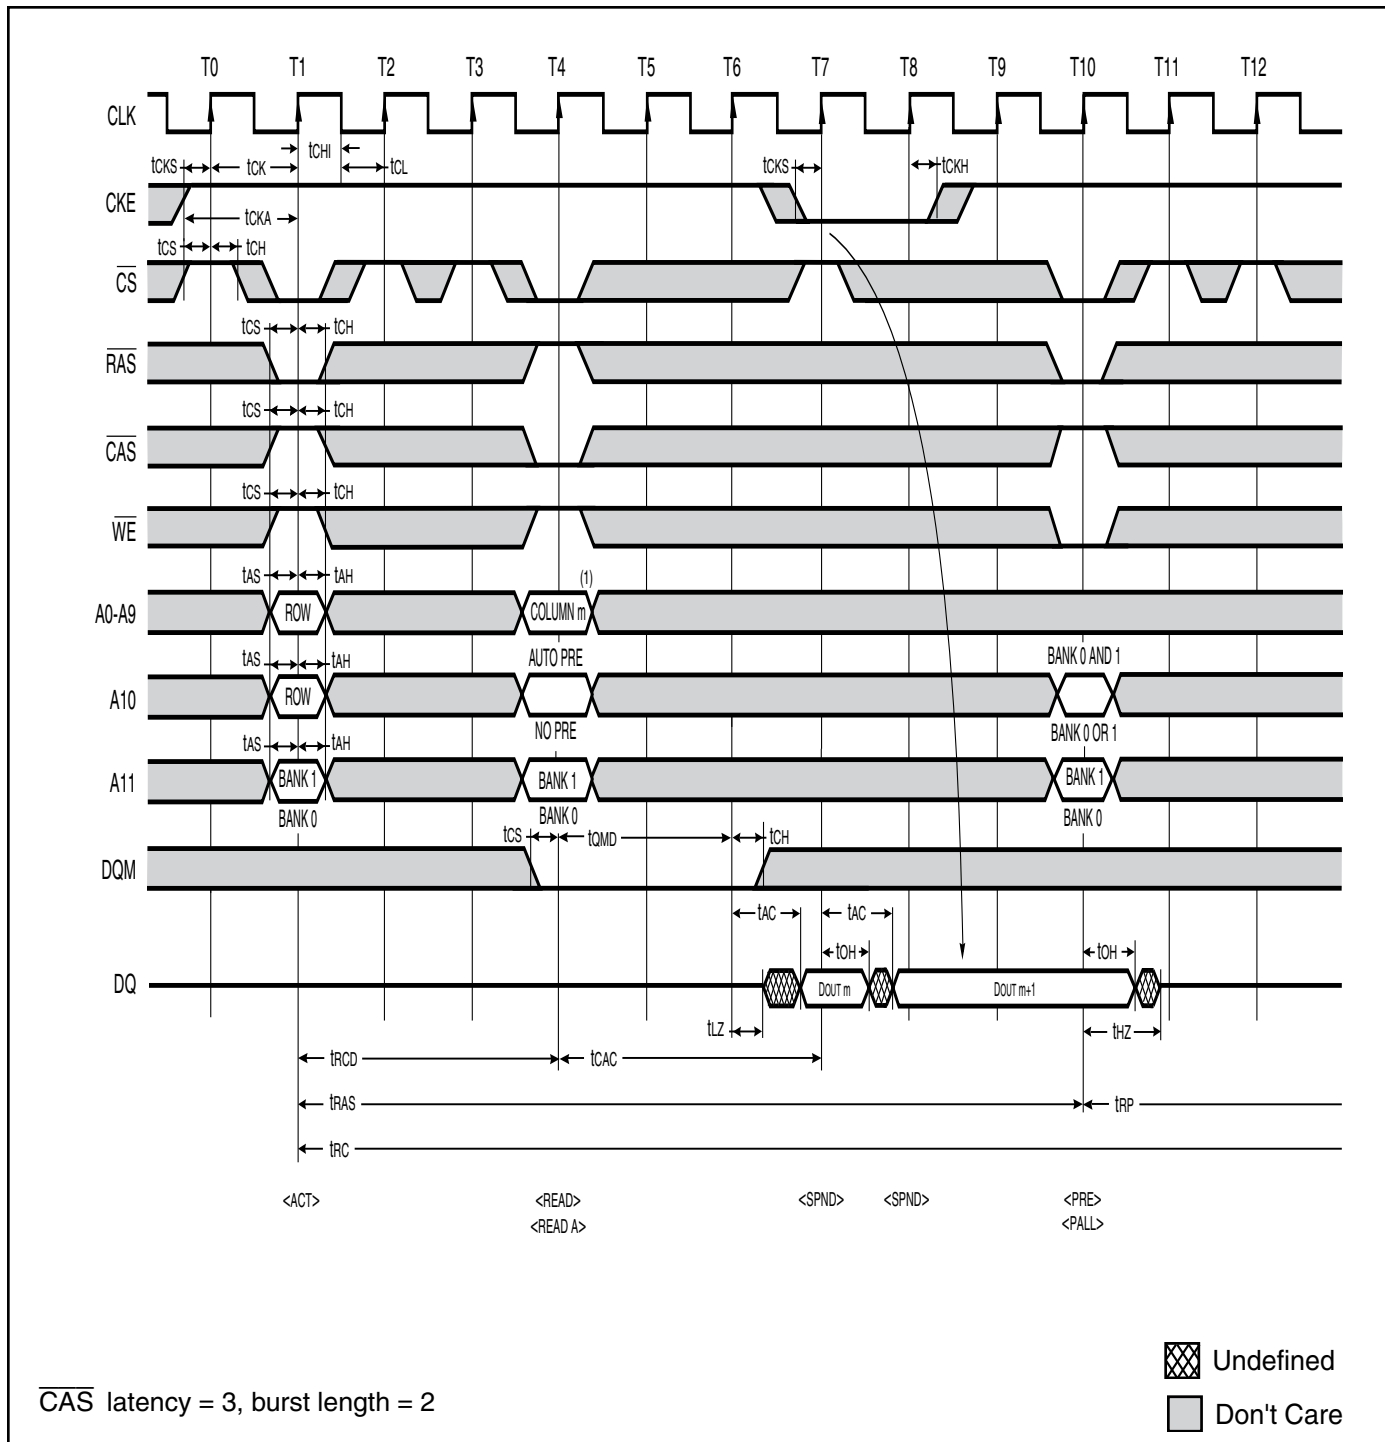 T0 T1 T2 T3 T4 T5 T6 T7 T8 T9 T10 T11 T12
CLK
tCHI
tCKS tCK tCL tCKS tCKH
CKE
tCKA
tCS tCH
CS
tCS tCH
RAS
tCS tCH
CAS
tCS tCH
WE
tAS tAH (1)
A0-A9 ROW COLUMN m
tAS tAH AUTO PRE BANK 0 AND 1
A10 ROW
NO PRE BANK 0 OR 1
tAS tAH
A11 BANK 1 BANK 1 BANK 1
BANK 0 BANK 0 BANK 0
tCS tQMD tCH
DQM
tAC tAC
tOH tOH
DQ DOUT m DOUT m+1
tLZ tHZ
tRCD tCAC
tRAS tRP
tRC
<ACT> <READ> <SPND> <SPND> <PRE>
<READ A> <PALL>
Undefined
CAS latency = 3, burst length = 2
Don't Care